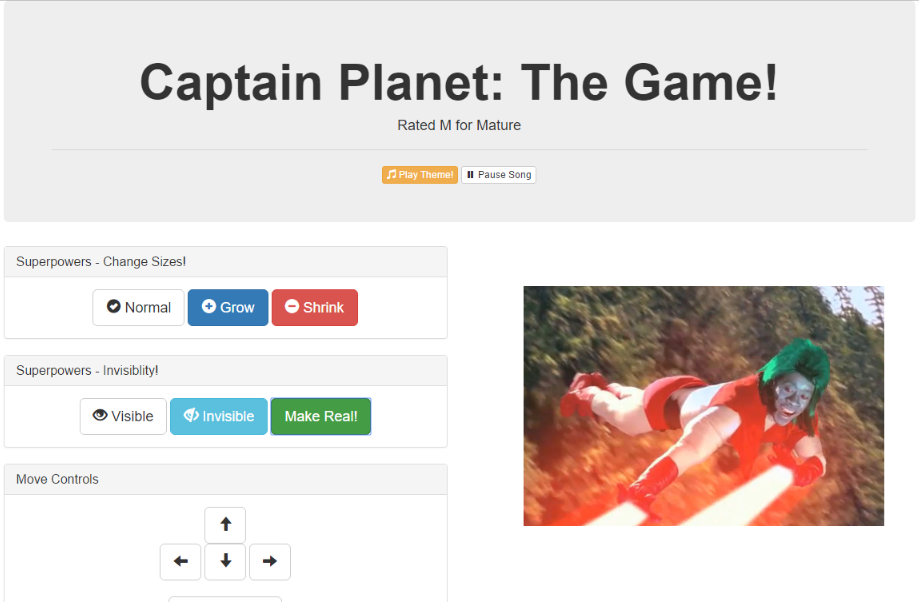 Captain Planet: The Game!
Rated M for Mature
Play Theme! Pause Song
Superpowers - Change Sizes!
Normal Grow Shrink
Superpowers - Invisiblity!
Visible Invisible Make Real!
Move Controls